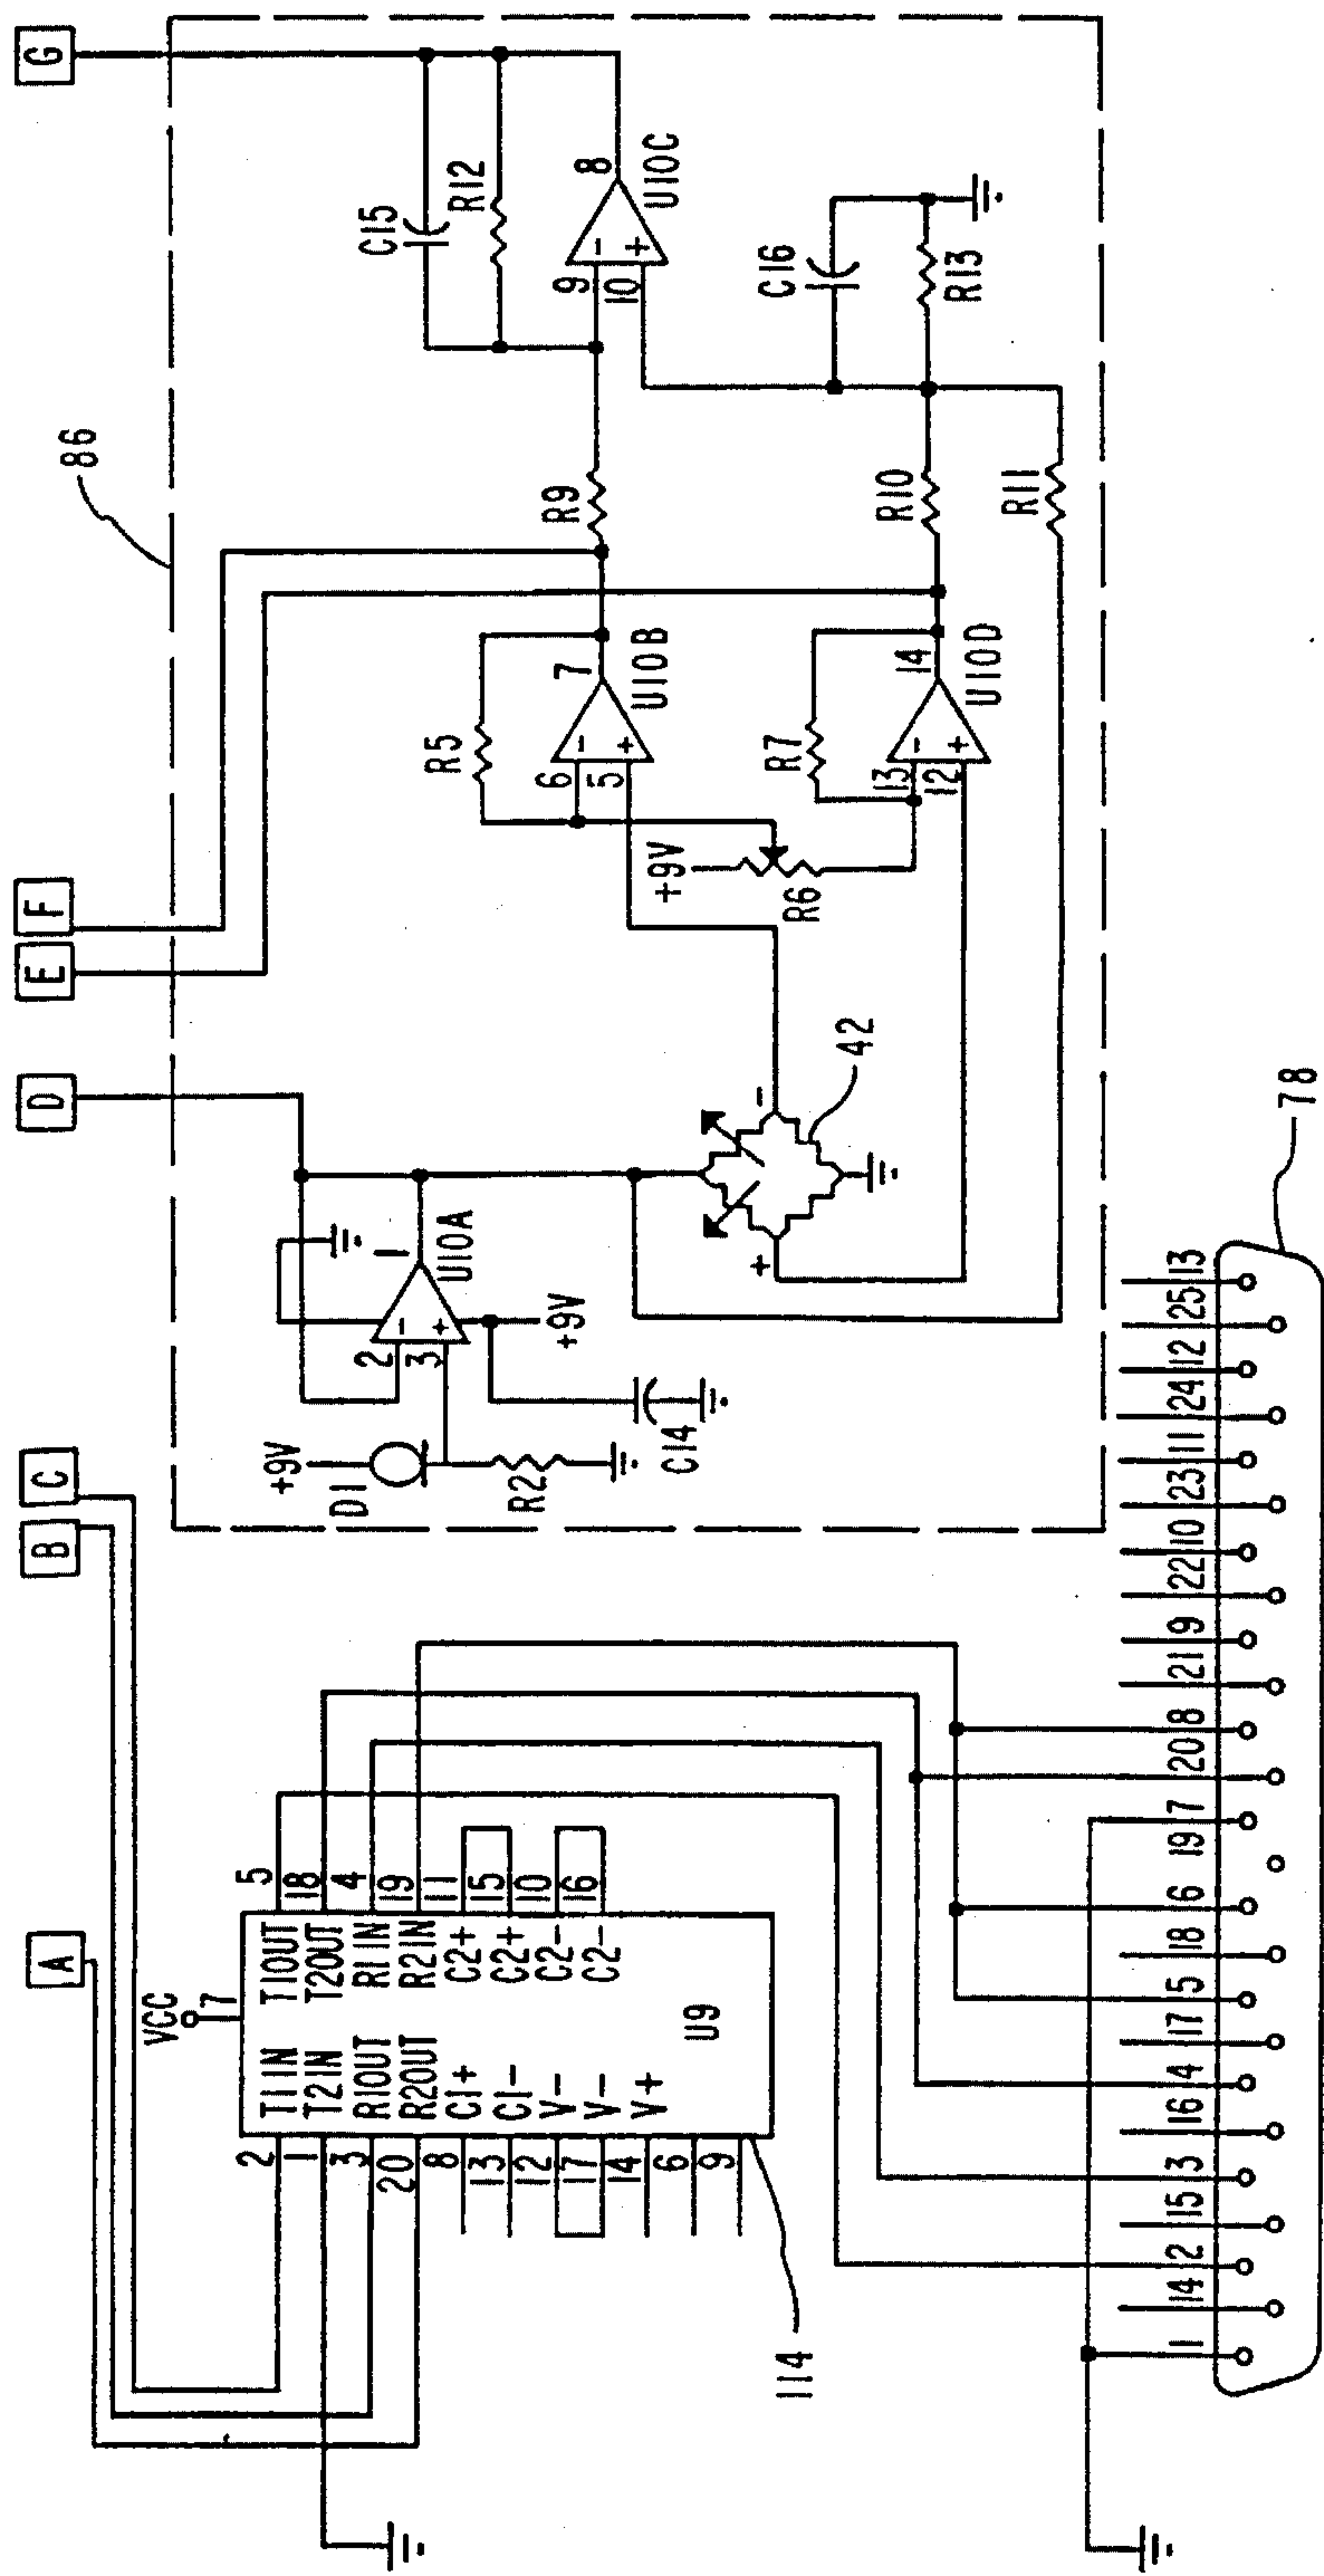 A
B
C
D
E
F
G
86
VCC
7
2
T1IN
T1OUT
5
1
T2IN
T2OUT
18
3
R1OUT
R1IN
4
20
R2OUT
R2IN
19
8
C1+
C2+
11
13
C1-
C2+
15
12
V-
C2-
10
17
V-
C2-
16
14
V+
6
9
U9
114
+9V
D1
R2
2
3
-
+
1
U10A
+9V
C14
+
-
42
R5
6
5
-
+
7
U10B
+9V
R6
R7
13
12
-
+
14
U10D
R9
R10
R11
C15
R12
9
10
-
+
8
U10C
C16
R13
1
14
2
15
3
16
4
17
5
18
6
19
7
20
8
21
9
22
10
23
11
24
12
25
13
78